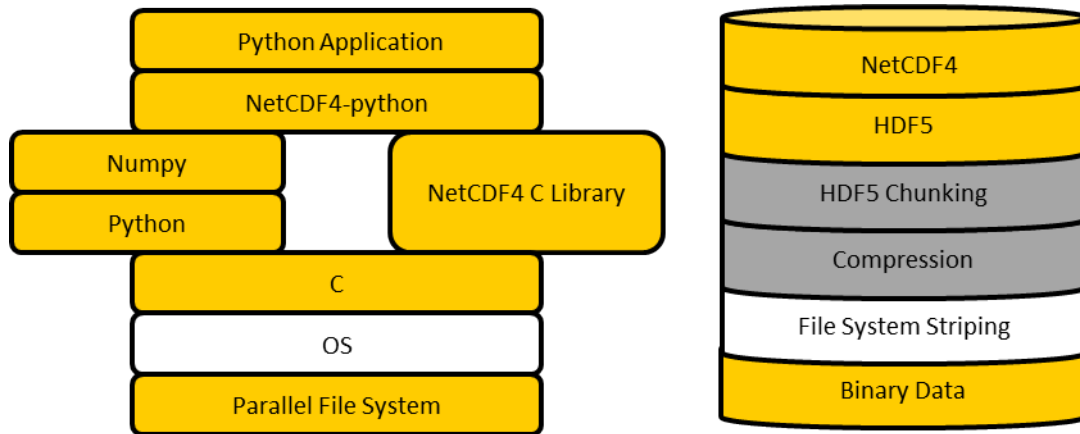 Python Application
NetCDF4-python
Numpy
Python
NetCDF4 C Library
C
OS
Parallel File System
NetCDF4
HDF5
HDF5 Chunking
Compression
File System Striping
Binary Data